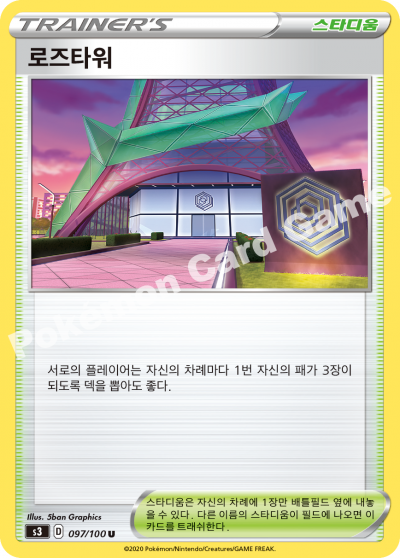 TRAINER'S
스타디움
로즈타워
Pokémon Card Game
서로의 플레이어는 자신의 차례마다 1번 자신의 패가 3장이
되도록 덱을 뽑아도 좋다.
Illus. 5ban Graphics
스타디움은 자신의 차례에 1장만 배틀필드 옆에 내놓
을 수 있다. 다른 이름의 스타디움이 필드에 나오면 이
카드를 트래쉬한다.
s3 D 097/100 U
©2020 Pokémon/Nintendo/Creatures/GAME FREAK.